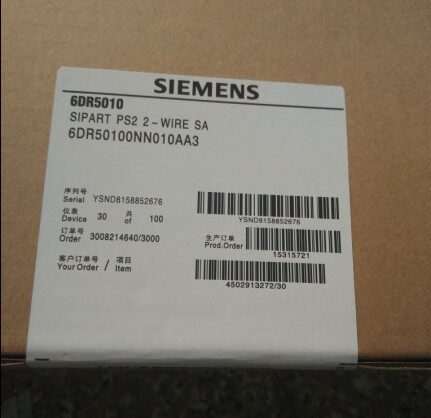 SIEMENS
6DR5010
SIPART PS2 2-WIRE SA
6DR50100NN010AA3
序列号
Serial YSND8158852676
YSND8158852676
仪表 共
Device 30 of 100
订单号 生产订单
Order 3008214640/3000 Prod.Order
15315721
客户订单号 / 项目
Your Order / Item
4502913272/30